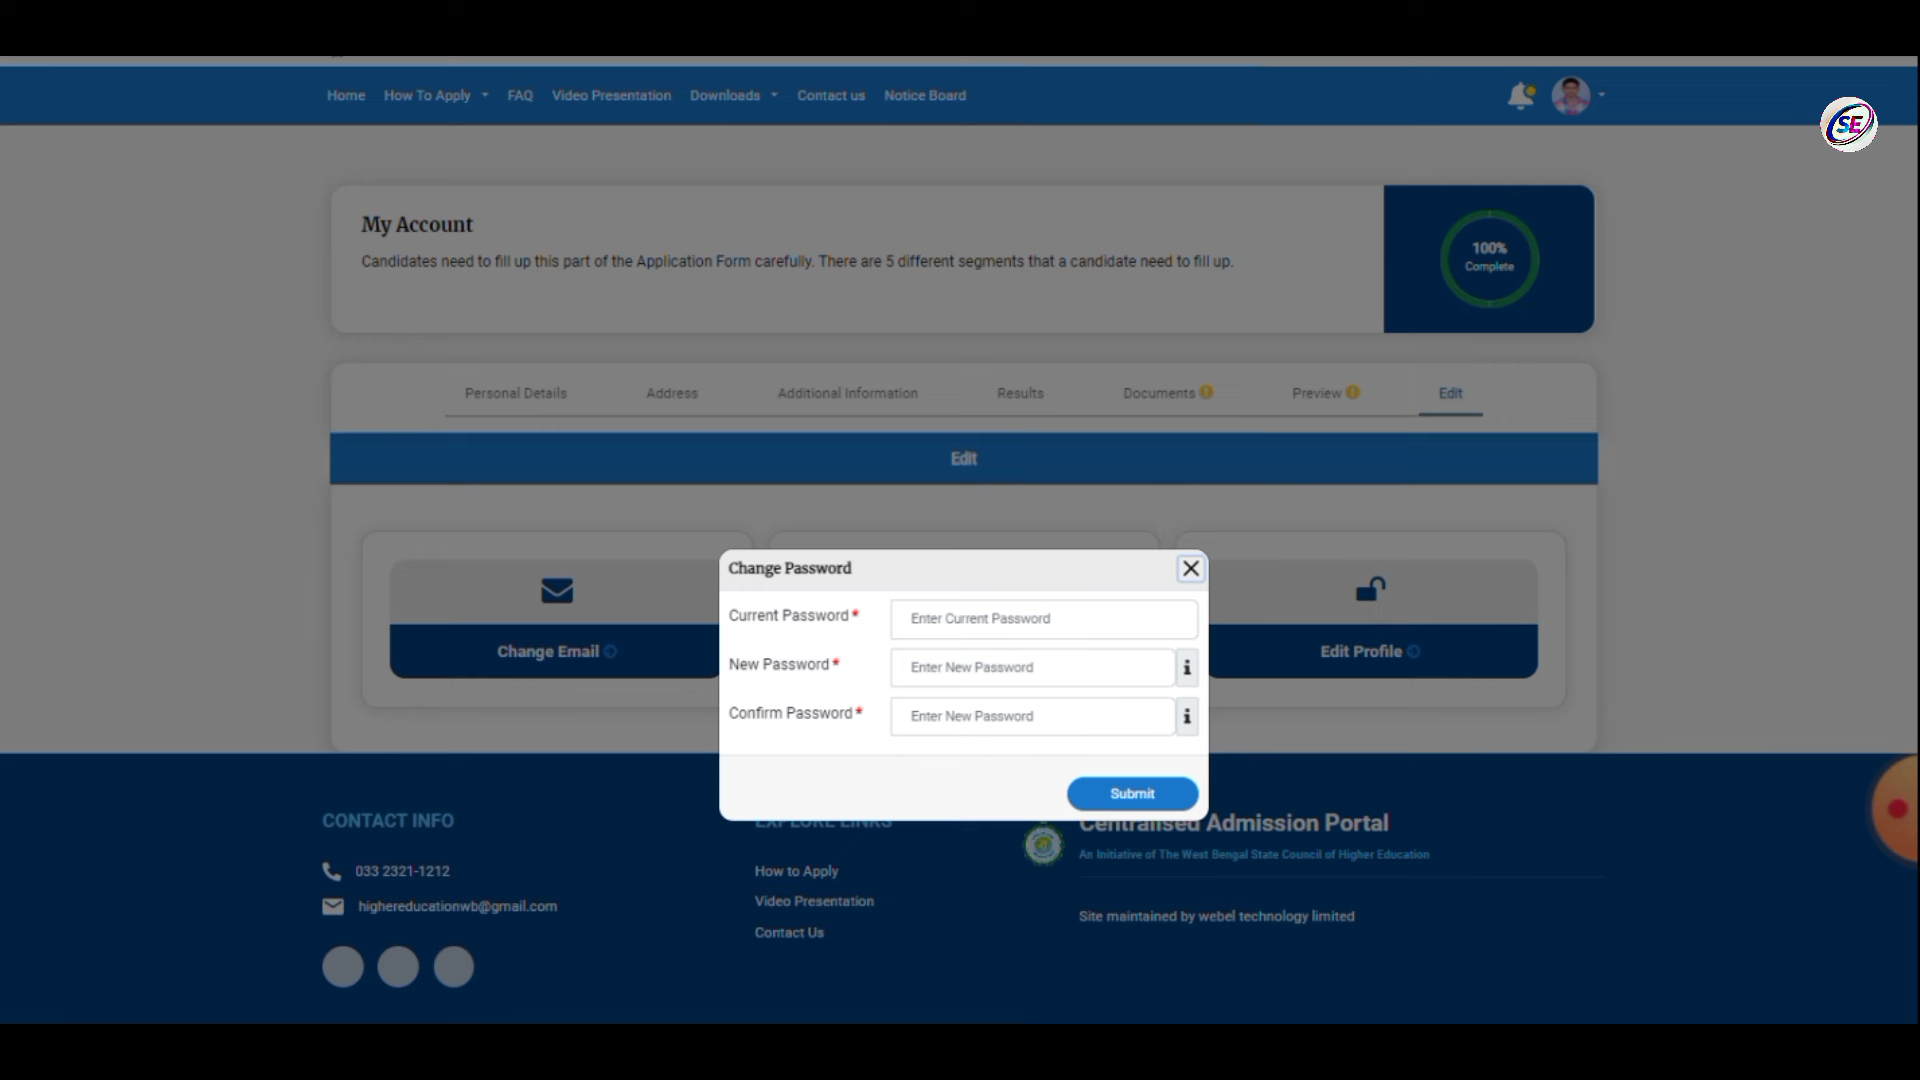 Home How To Apply FAQ Video Presentation Downloads Contact us Notice Board
SE
My Account
Candidates need to fill up this part of the Application Form carefully. There are 5 different segments that a candidate need to fill up.
100%
Complete
Personal Details Address Additional Information Results Documents Preview Edit
Edit
Change Email
Edit Profile
Change Password
Current Password* Enter Current Password
New Password* Enter New Password
Confirm Password* Enter New Password
Submit
CONTACT INFO
033 2321-1212
highereducationwb@gmail.com
EXPLORE LINKS
How to Apply
Video Presentation
Contact Us
Centralised Admission Portal
An Initiative of The West Bengal State Council of Higher Education
Site maintained by webel technology limited